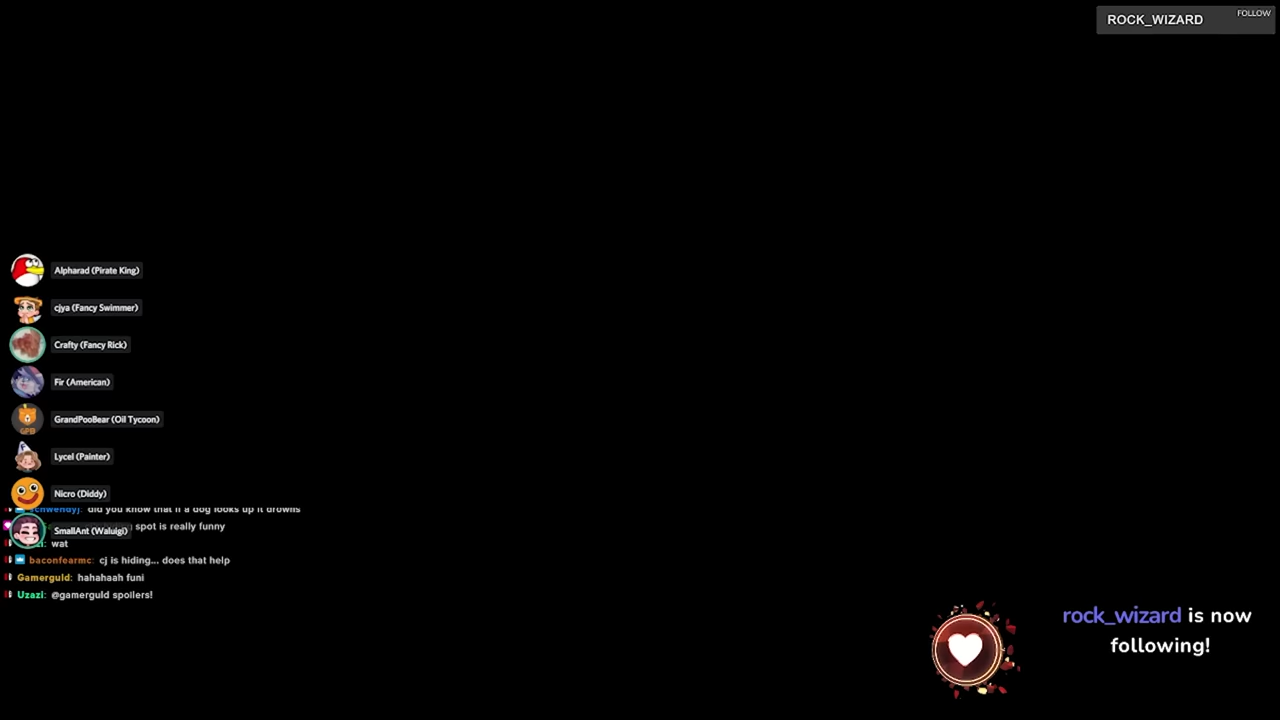 ROCK_WIZARD
FOLLOW
Alpharad (Pirate King)
cjya (Fancy Swimmer)
Crafty (Fancy Rick)
Fir (American)
GrandPooBear (Oil Tycoon)
Lycel (Painter)
Nicro (Diddy)
schwendyj: did you know that if a dog looks up it drowns
spot is really funny
SmallAnt (Waluigi)
wat
baconfearmc: cj is hiding... does that help
Gamerguld: hahahaah funi
Uzazi: @gamerguld spoilers!
rock_wizard is now
following!